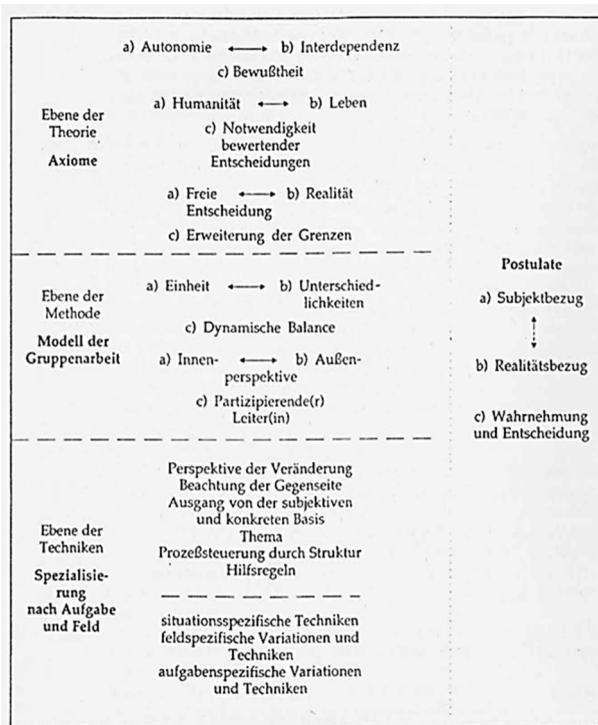 a) Autonomie ←→ b) Interdependenz
c) Bewußtheit
Ebene der
Theorie
Axiome
a) Humanität ←→ b) Leben
c) Notwendigkeit
bewertender
Entscheidungen
a) Freie ←→ b) Realität
Entscheidung
c) Erweiterung der Grenzen
Ebene der
Methode
Modell der
Gruppenarbeit
a) Einheit ←→ b) Unterschied-
lichkeiten
c) Dynamische Balance
a) Innen- ←→ b) Außen-
perspektive
c) Partizipierende(r)
Leiter(in)
Ebene der
Techniken
Spezialisie-
rung
nach Aufgabe
und Feld
Perspektive der Veränderung
Beachtung der Gegenseite
Ausgang von der subjektiven
und konkreten Basis
Thema
Prozeßsteuerung durch Struktur
Hilfsregeln
situationsspezifische Techniken
feldspezifische Variationen und
Techniken
aufgabenspezifische Variationen
und Techniken
Postulate
a) Subjektbezug
b) Realitätsbezug
c) Wahrnehmung
und Entscheidung